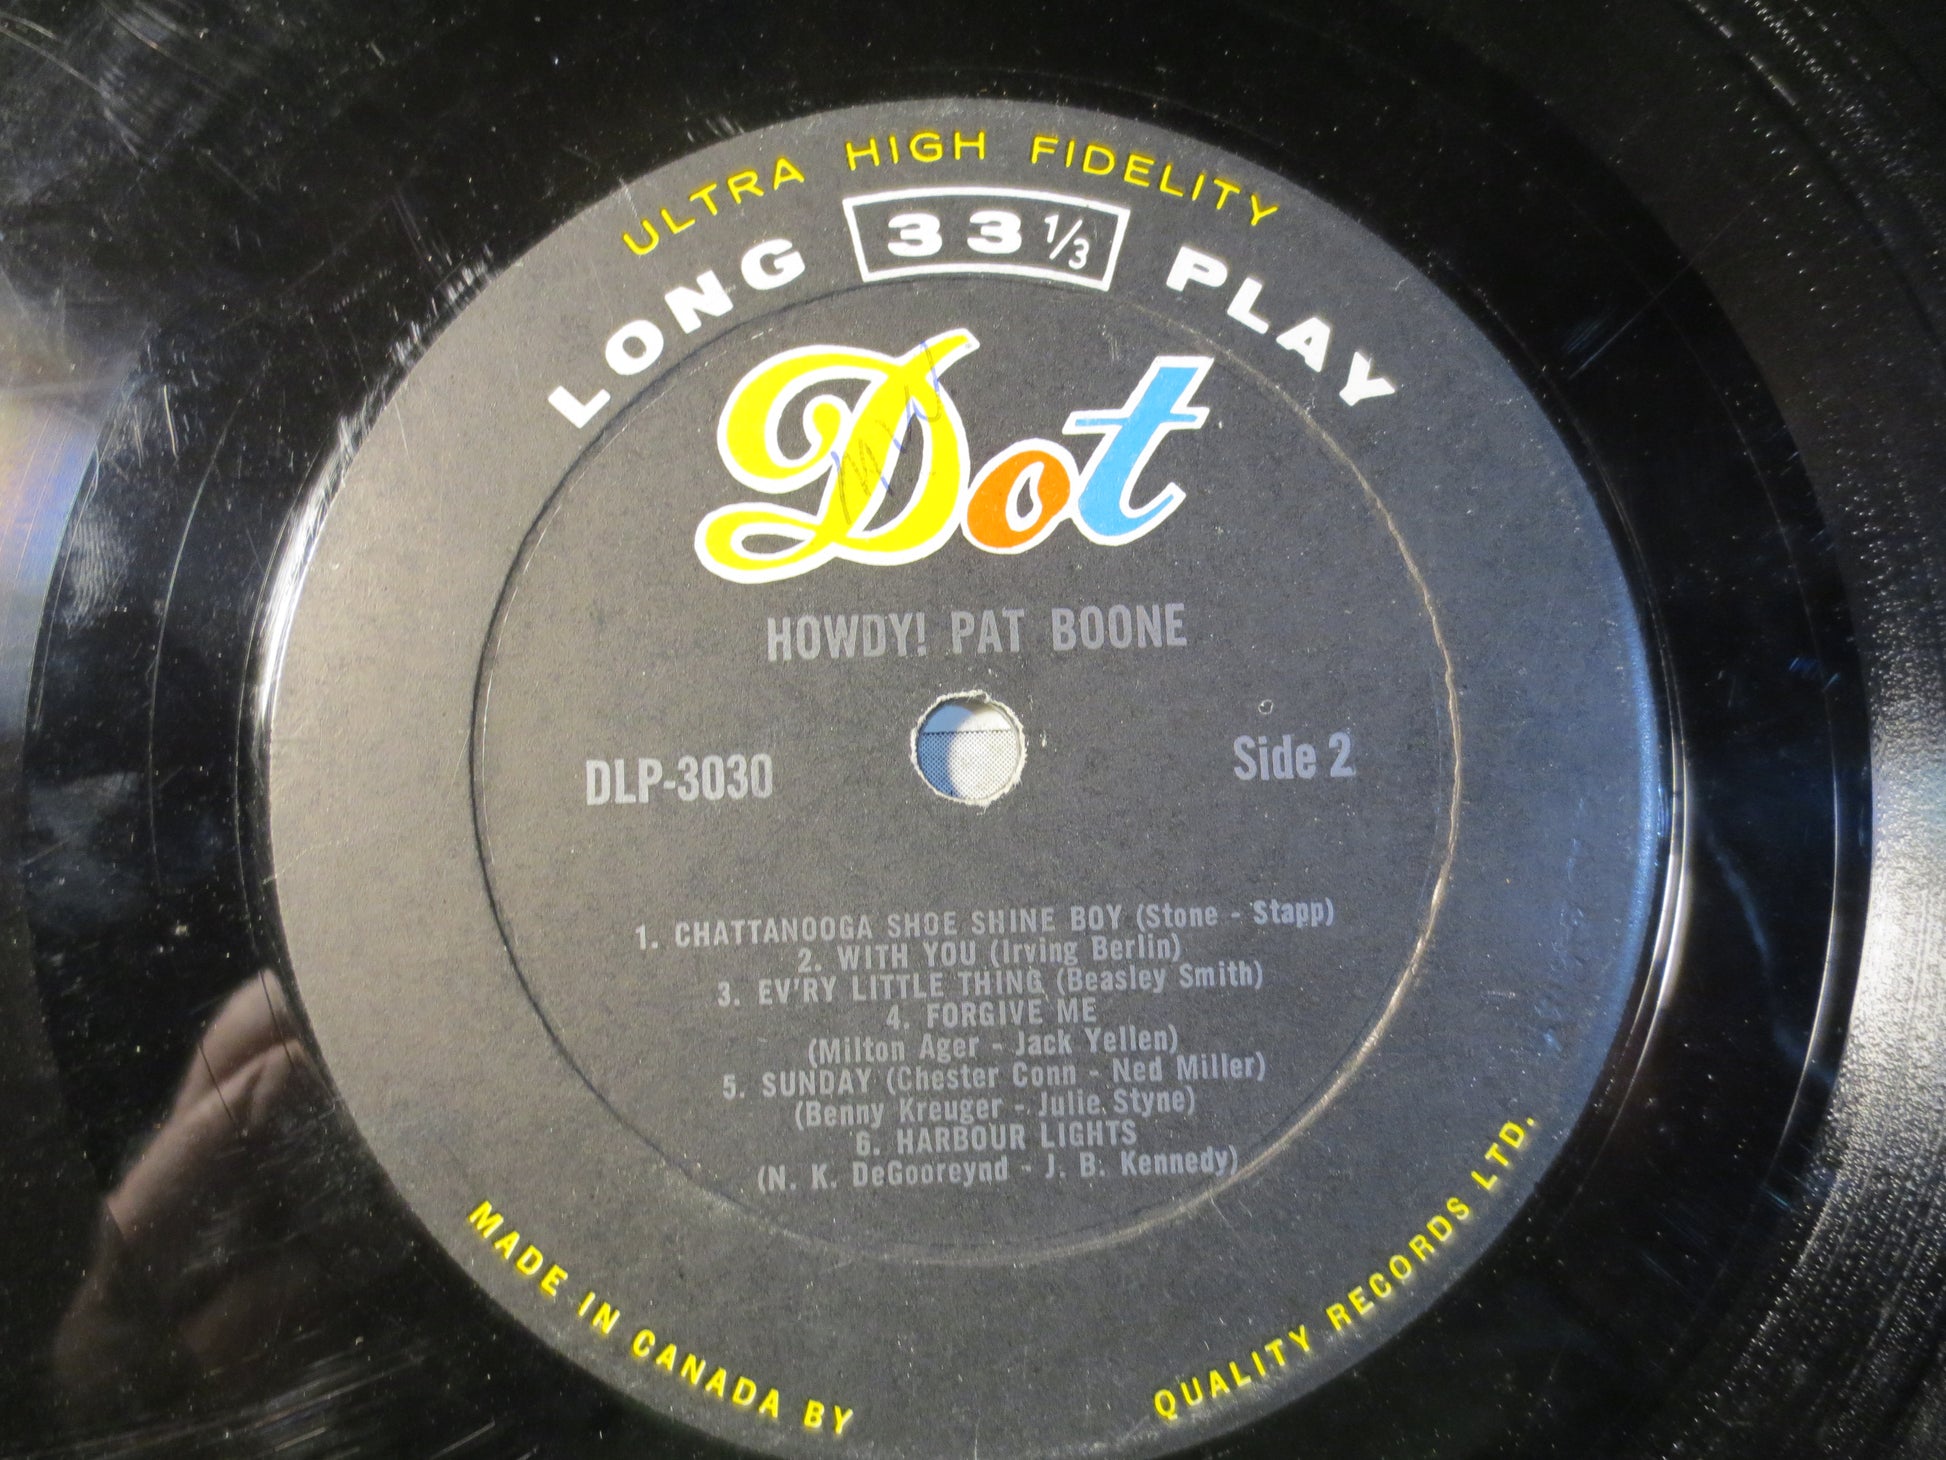 ULTRA HIGH FIDELITY
LONG 33 1/3 PLAY
Dot
HOWDY! PAT BOONE
DLP-3030
Side 2
1. CHATTANOOGA SHOE SHINE BOY (Stone - Stapp)
2. WITH YOU (Irving Berlin)
3. EV'RY LITTLE THING (Beasley Smith)
4. FORGIVE ME
(Milton Ager - Jack Yellen)
5. SUNDAY (Chester Conn - Ned Miller)
(Benny Kreuger - Julie Styne)
6. HARBOUR LIGHTS
(N. K. DeGooreynd - J. B. Kennedy)
MADE IN CANADA BY
QUALITY RECORDS LTD.